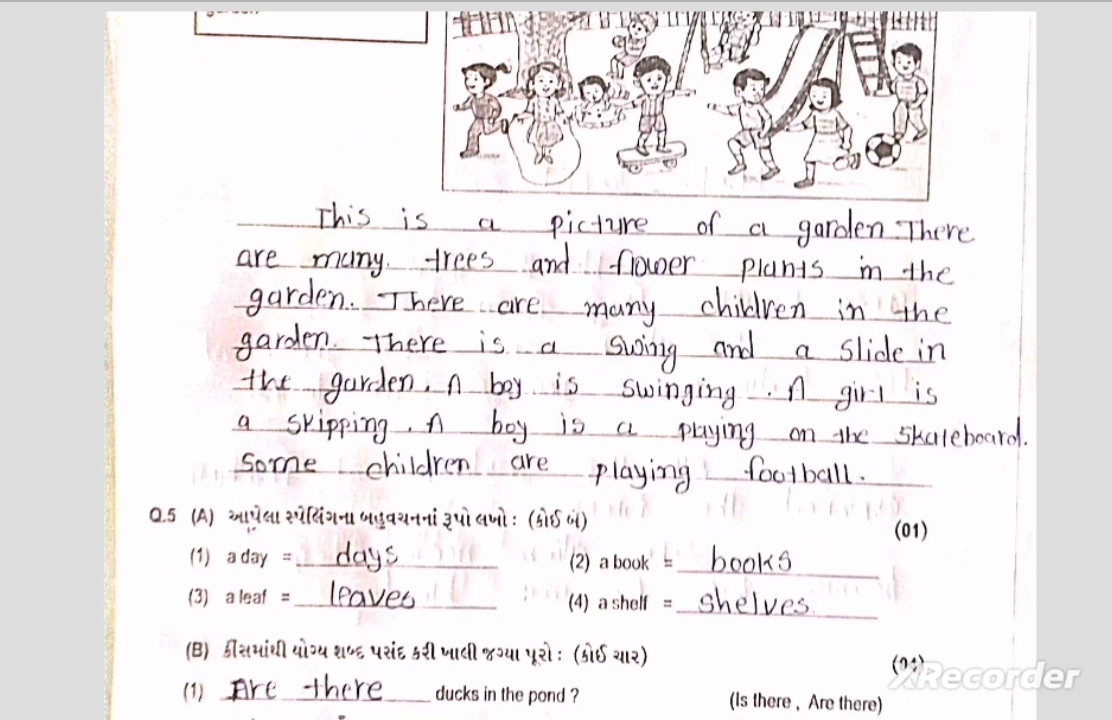 This is a picture of a garden. There
are many trees and flower plants in the
garden. There are many children in the
garden. There is a swing and a slide in
the garden. A boy is swinging. A girl is
a skipping. A boy is a playing on the skateboard.
Some children are playing football.
Q.5 (A) આપેલા સ્પેલિંગના બહુવચનનાં રૂપો લખો : (કોઈ બે) (01)
(1) a day = days (2) a book = books
(3) a leaf = leaves (4) a shelf = shelves
(B) કૌંસમાંથી યોગ્ય શબ્દ પસંદ કરી ખાલી જગ્યા પૂરો : (કોઈ ચાર)
(1) Are there ducks in the pond ? (Is there , Are there)
XRecorder